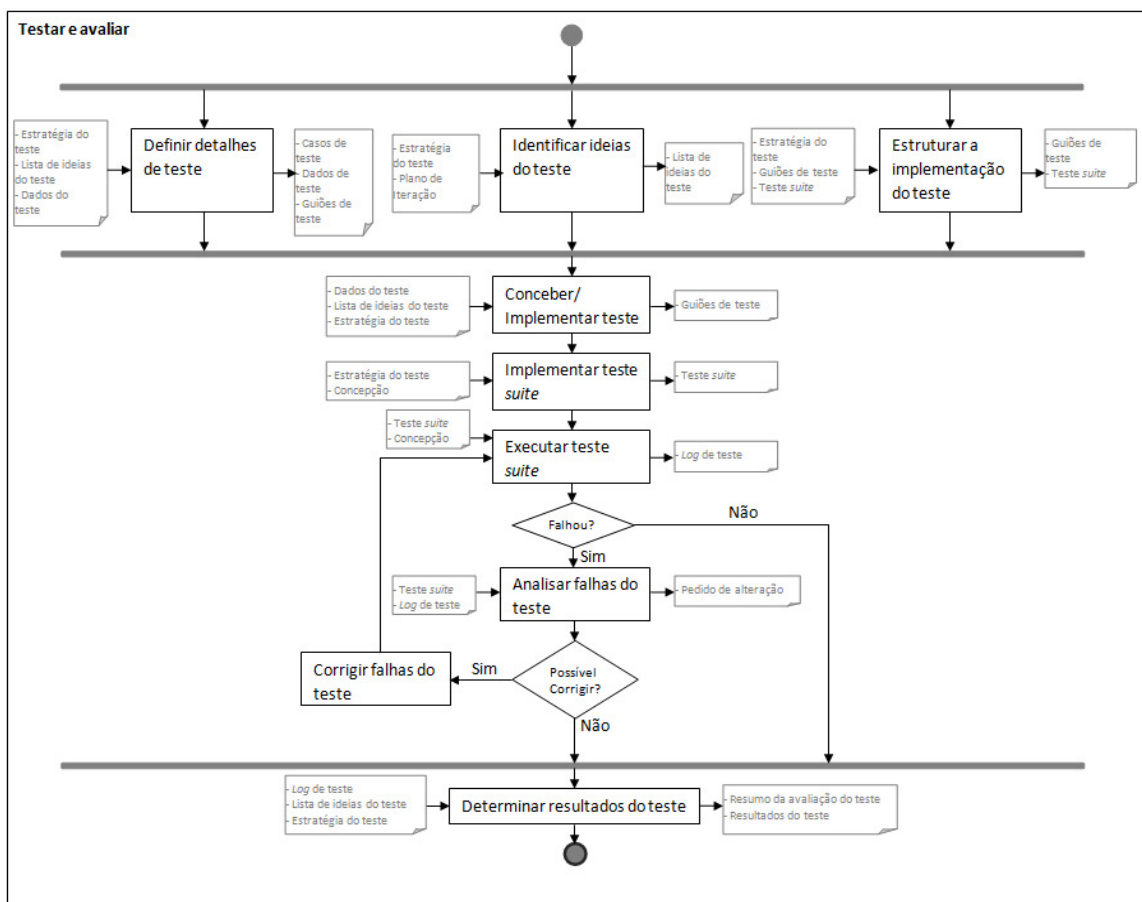 Testar e avaliar
- Estratégia do
teste
- Lista de ideias
do teste
- Dados do
teste
Definir detalhes
de teste
- Casos de
teste
- Dados de
teste
- Guiões de
teste
- Estratégia
do teste
- Plano de
Iteração
Identificar ideias
do teste
- Lista de
ideias do
teste
- Estratégia do
teste
- Guiões de teste
- Teste suite
Estruturar a
implementação
do teste
- Guiões de
teste
- Teste suite
- Dados do teste
- Lista de ideias do teste
- Estratégia do teste
Conceber/
Implementar teste
- Guiões de teste
- Estratégia do teste
- Concepção
Implementar teste
suite
- Teste suite
- Teste suite
- Concepção
Executar teste
suite
- Log de teste
Falhou?
Não
Sim
- Teste suite
- Log de teste
Analisar falhas do
teste
- Pedido de alteração
Corrigir falhas do
teste
Sim
Possível
Corrigir?
Não
- Log de teste
- Lista de ideias do teste
- Estratégia do teste
Determinar resultados do teste
- Resumo da avaliação do teste
- Resultados do teste